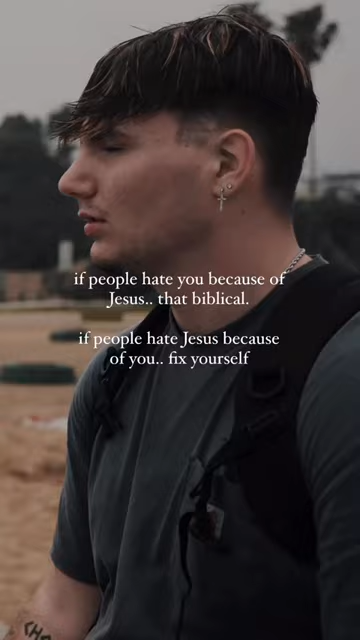 if people hate you because of
Jesus.. that biblical.
if people hate Jesus because
of you.. fix yourself